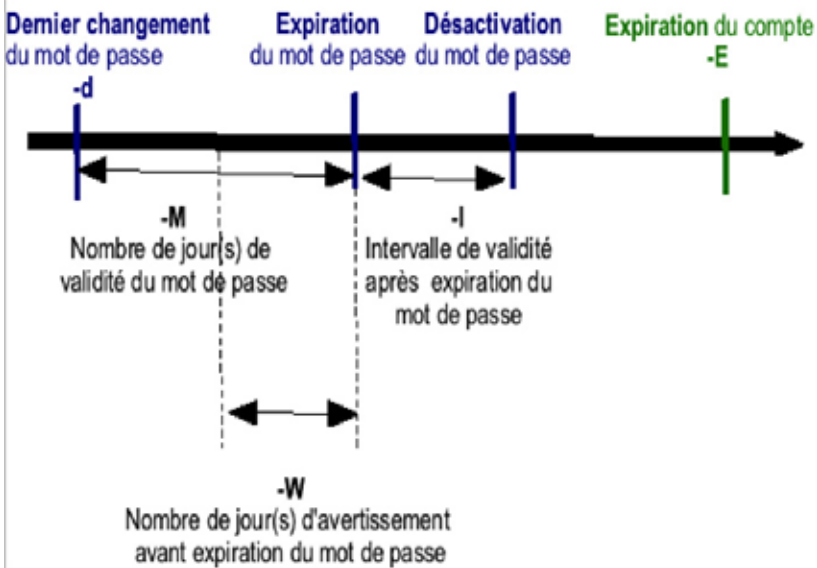 Dernier changement
du mot de passe
-d
Expiration
du mot de passe
Désactivation
du mot de passe
Expiration du compte
-E
-M
Nombre de jour(s) de
validité du mot de passe
-I
Intervalle de validité
après expiration du
mot de passe
-W
Nombre de jour(s) d'avertissement
avant expiration du mot de passe